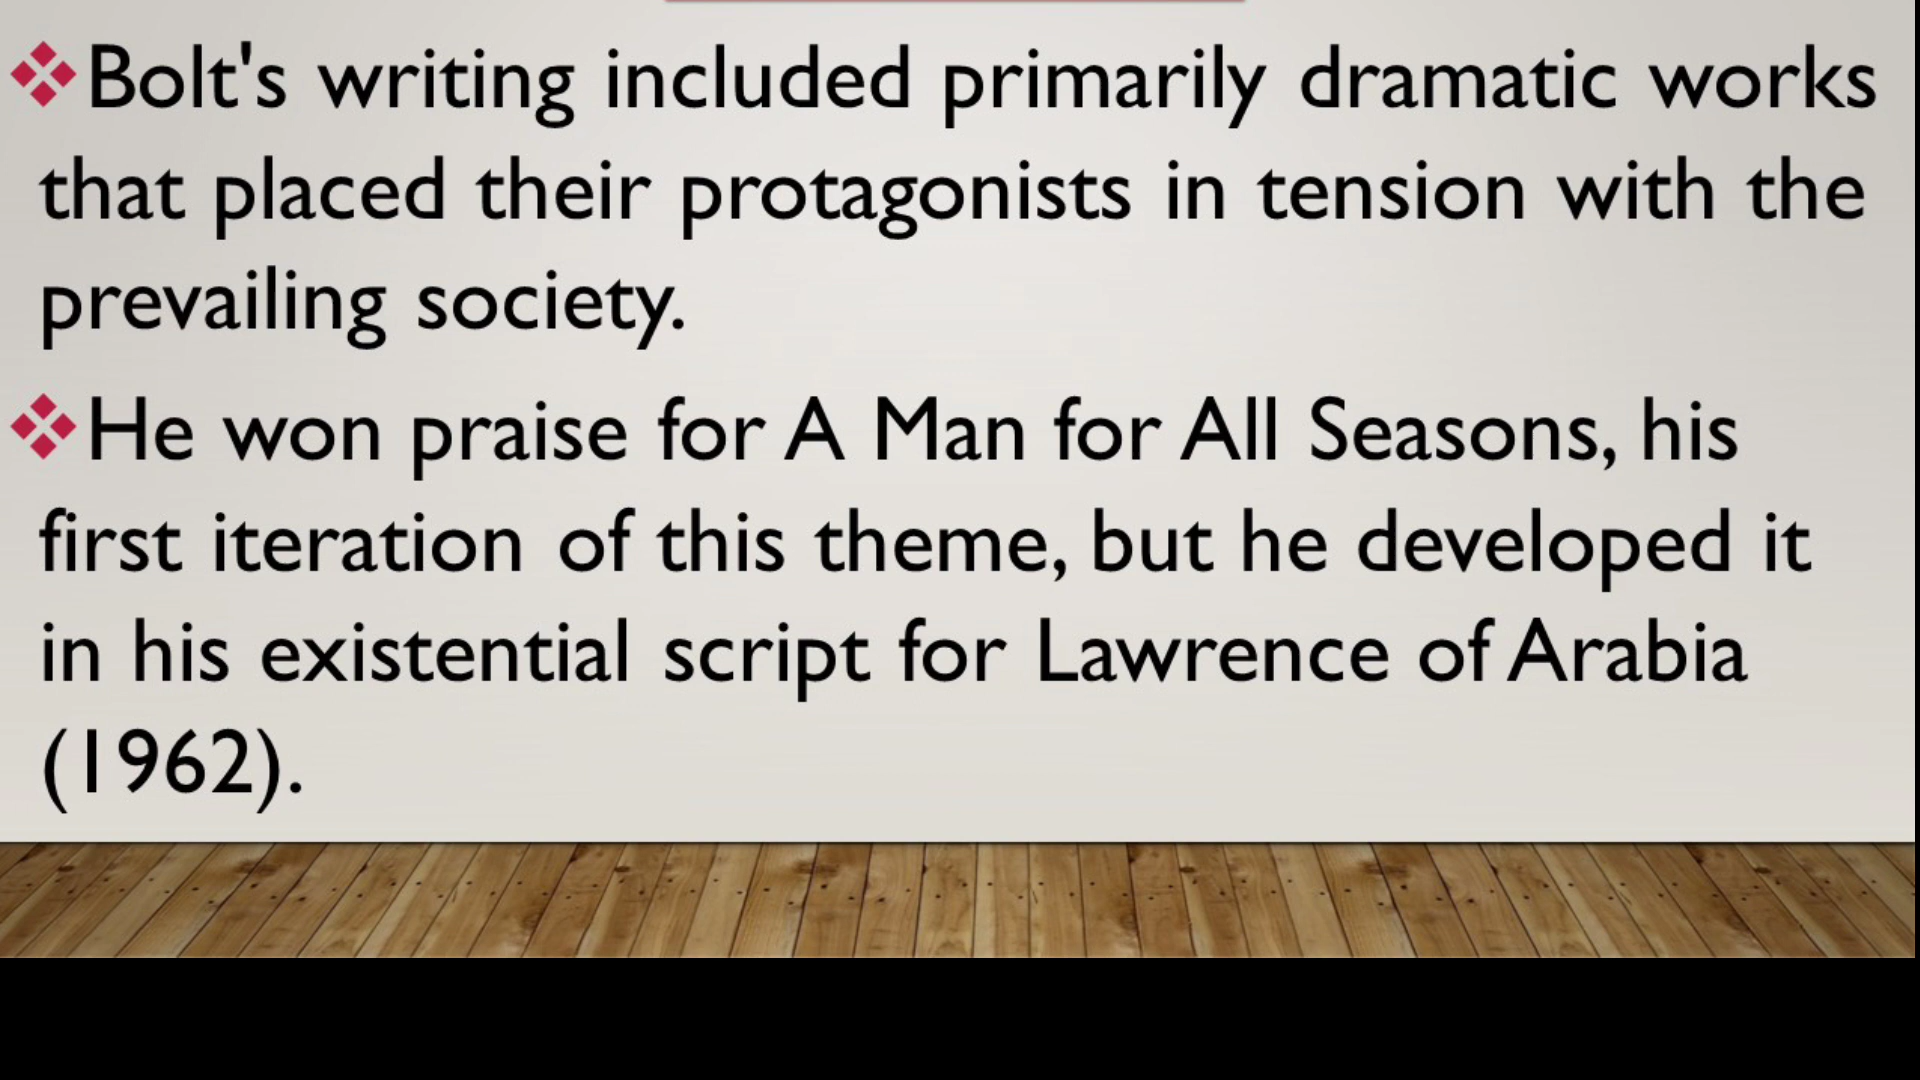 ❖Bolt's writing included primarily dramatic works
that placed their protagonists in tension with the
prevailing society.
❖He won praise for A Man for All Seasons, his
first iteration of this theme, but he developed it
in his existential script for Lawrence of Arabia
(1962).